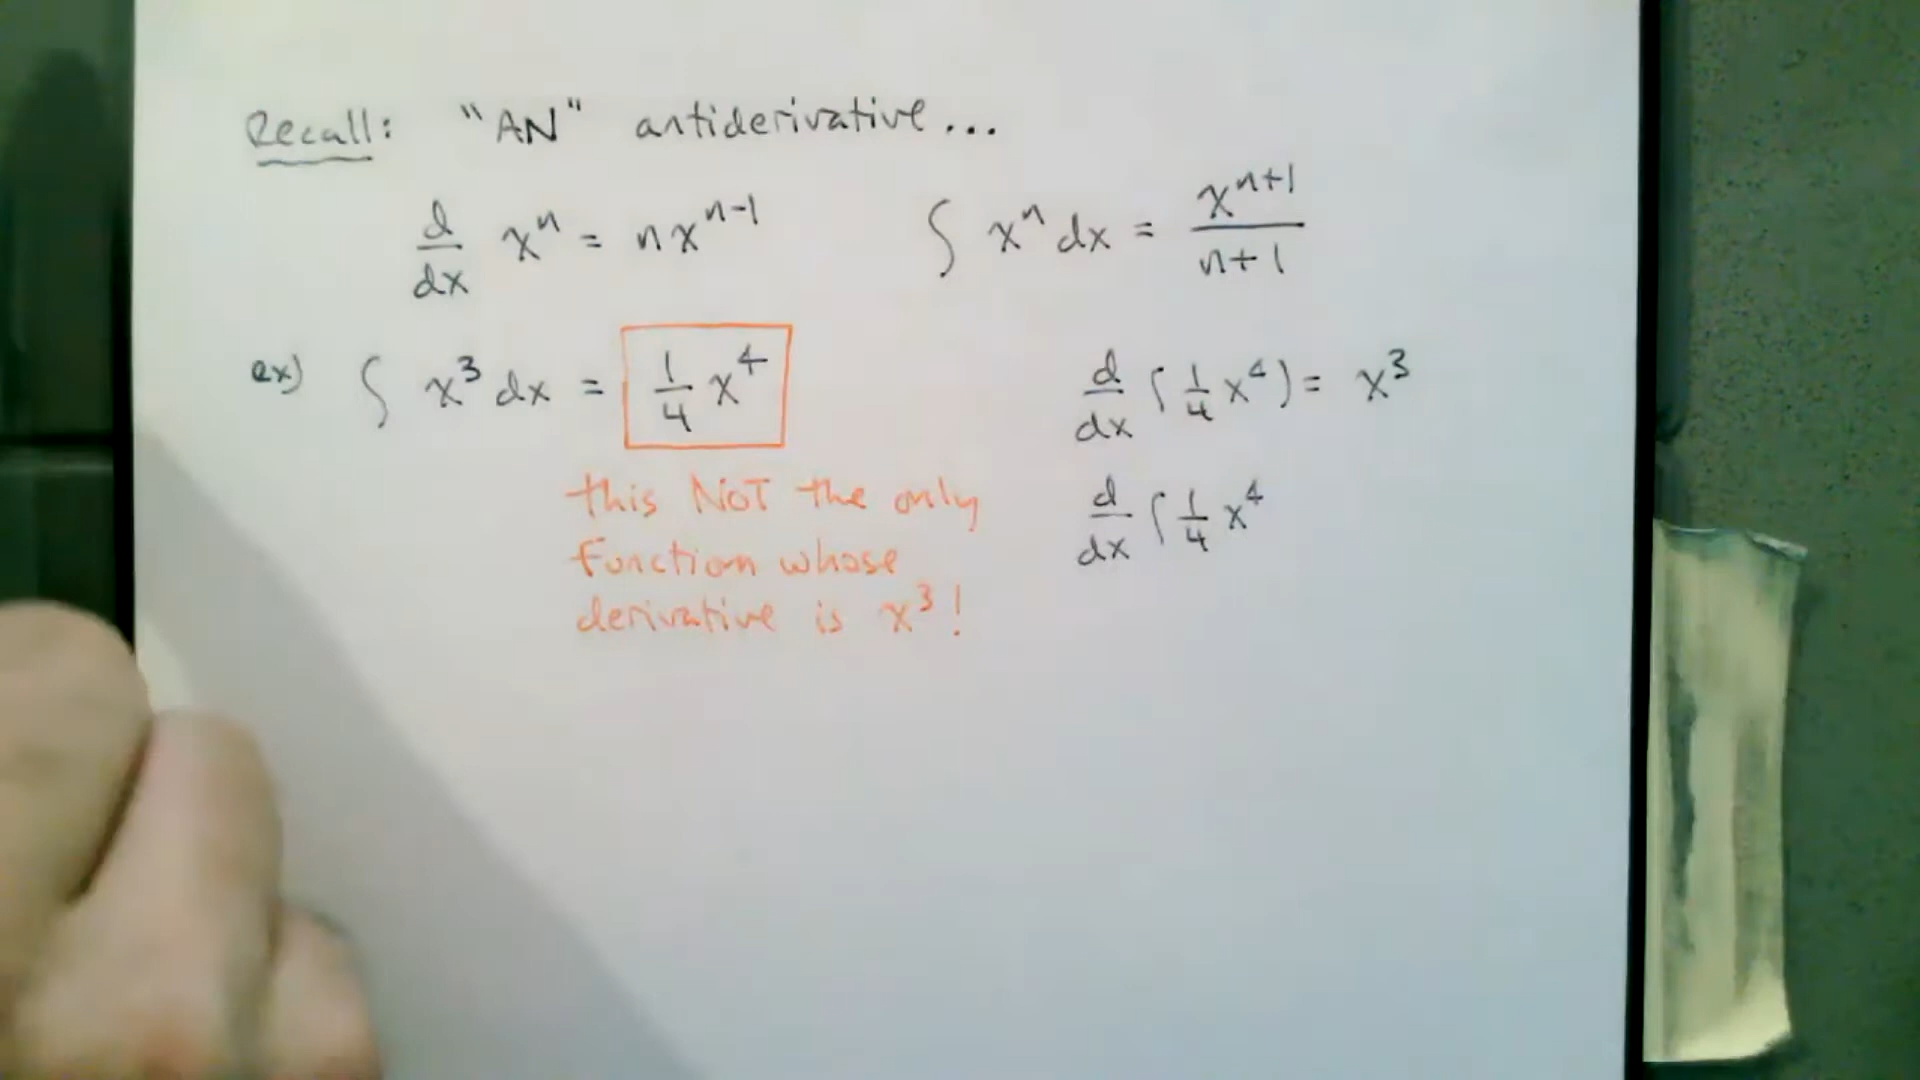 Recall: "AN" antiderivative...
d/dx x^n = nx^(n-1) ∫ x^n dx = x^(n+1)/(n+1)
ex) ∫ x^3 dx = 1/4 x^4 d/dx (1/4 x^4) = x^3
this NOT the only d/dx (1/4 x^4
function whose
derivative is x^3!